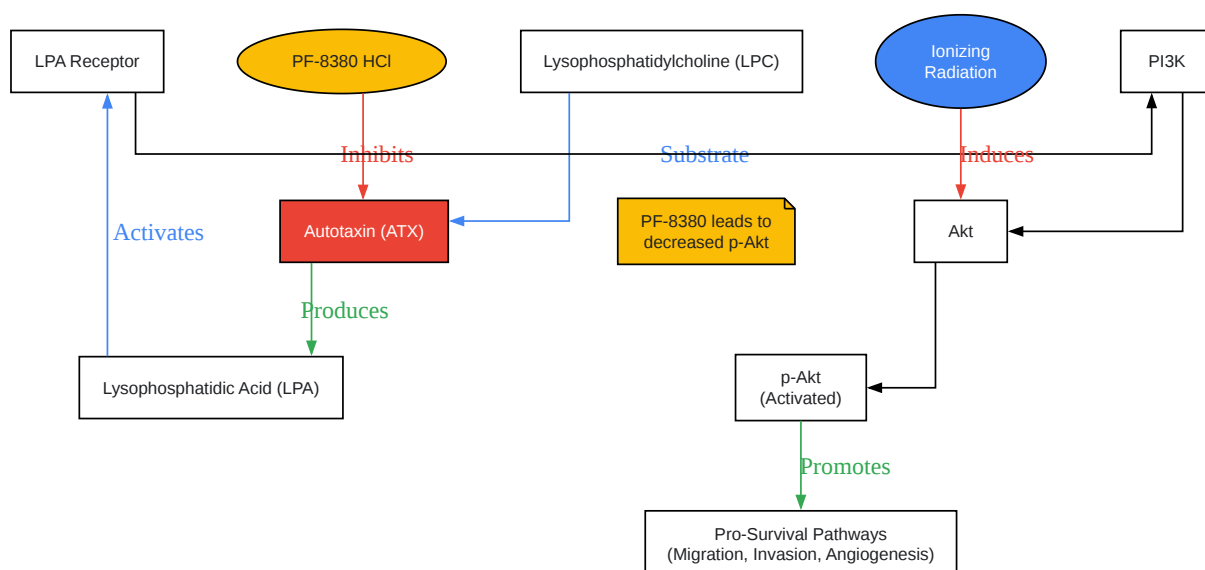 LPA Receptor
PF-8380 HCl
Lysophosphatidylcholine (LPC)
Ionizing
Radiation
PI3K
Inhibits
Substrate
Induces
Activates
Autotaxin (ATX)
PF-8380 leads to
decreased p-Akt
Akt
Produces
Lysophosphatidic Acid (LPA)
p-Akt
(Activated)
Promotes
Pro-Survival Pathways
(Migration, Invasion, Angiogenesis)